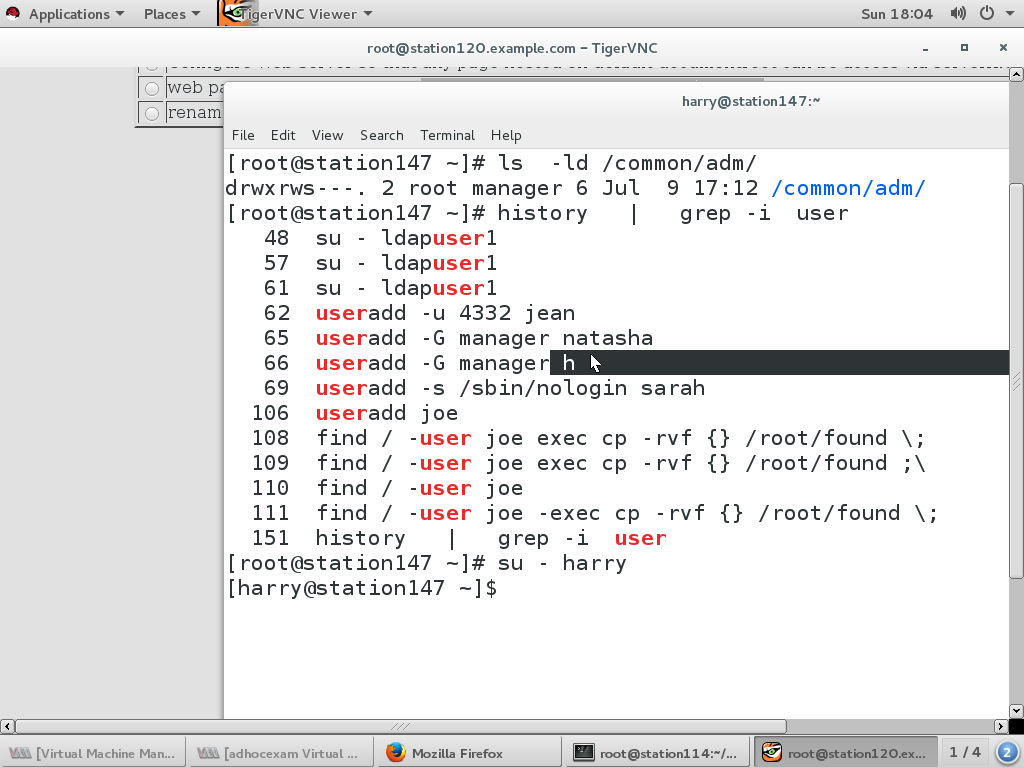 Applications Places TigerVNC Viewer Sun 18:04
root@station120.example.com – TigerVNC
web pa
renam
harry@station147:~
File Edit View Search Terminal Help
[root@station147 ~]# ls  -ld /common/adm/
drwxrws---. 2 root manager 6 Jul  9 17:12 /common/adm/
[root@station147 ~]# history   |   grep -i  user
48  su - ldapuser1
57  su - ldapuser1
61  su - ldapuser1
62  useradd -u 4332 jean
65  useradd -G manager natasha
66  useradd -G manager h
69  useradd -s /sbin/nologin sarah
106  useradd joe
108  find / -user joe exec cp -rvf {} /root/found \;
109  find / -user joe exec cp -rvf {} /root/found ;\
110  find / -user joe
111  find / -user joe -exec cp -rvf {} /root/found \;
151  history   |   grep -i  user
[root@station147 ~]# su - harry
[harry@station147 ~]$
[Virtual Machine Man... [adhocexam Virtual ... Mozilla Firefox root@station114:~/... root@station120.ex... 1 / 4 2